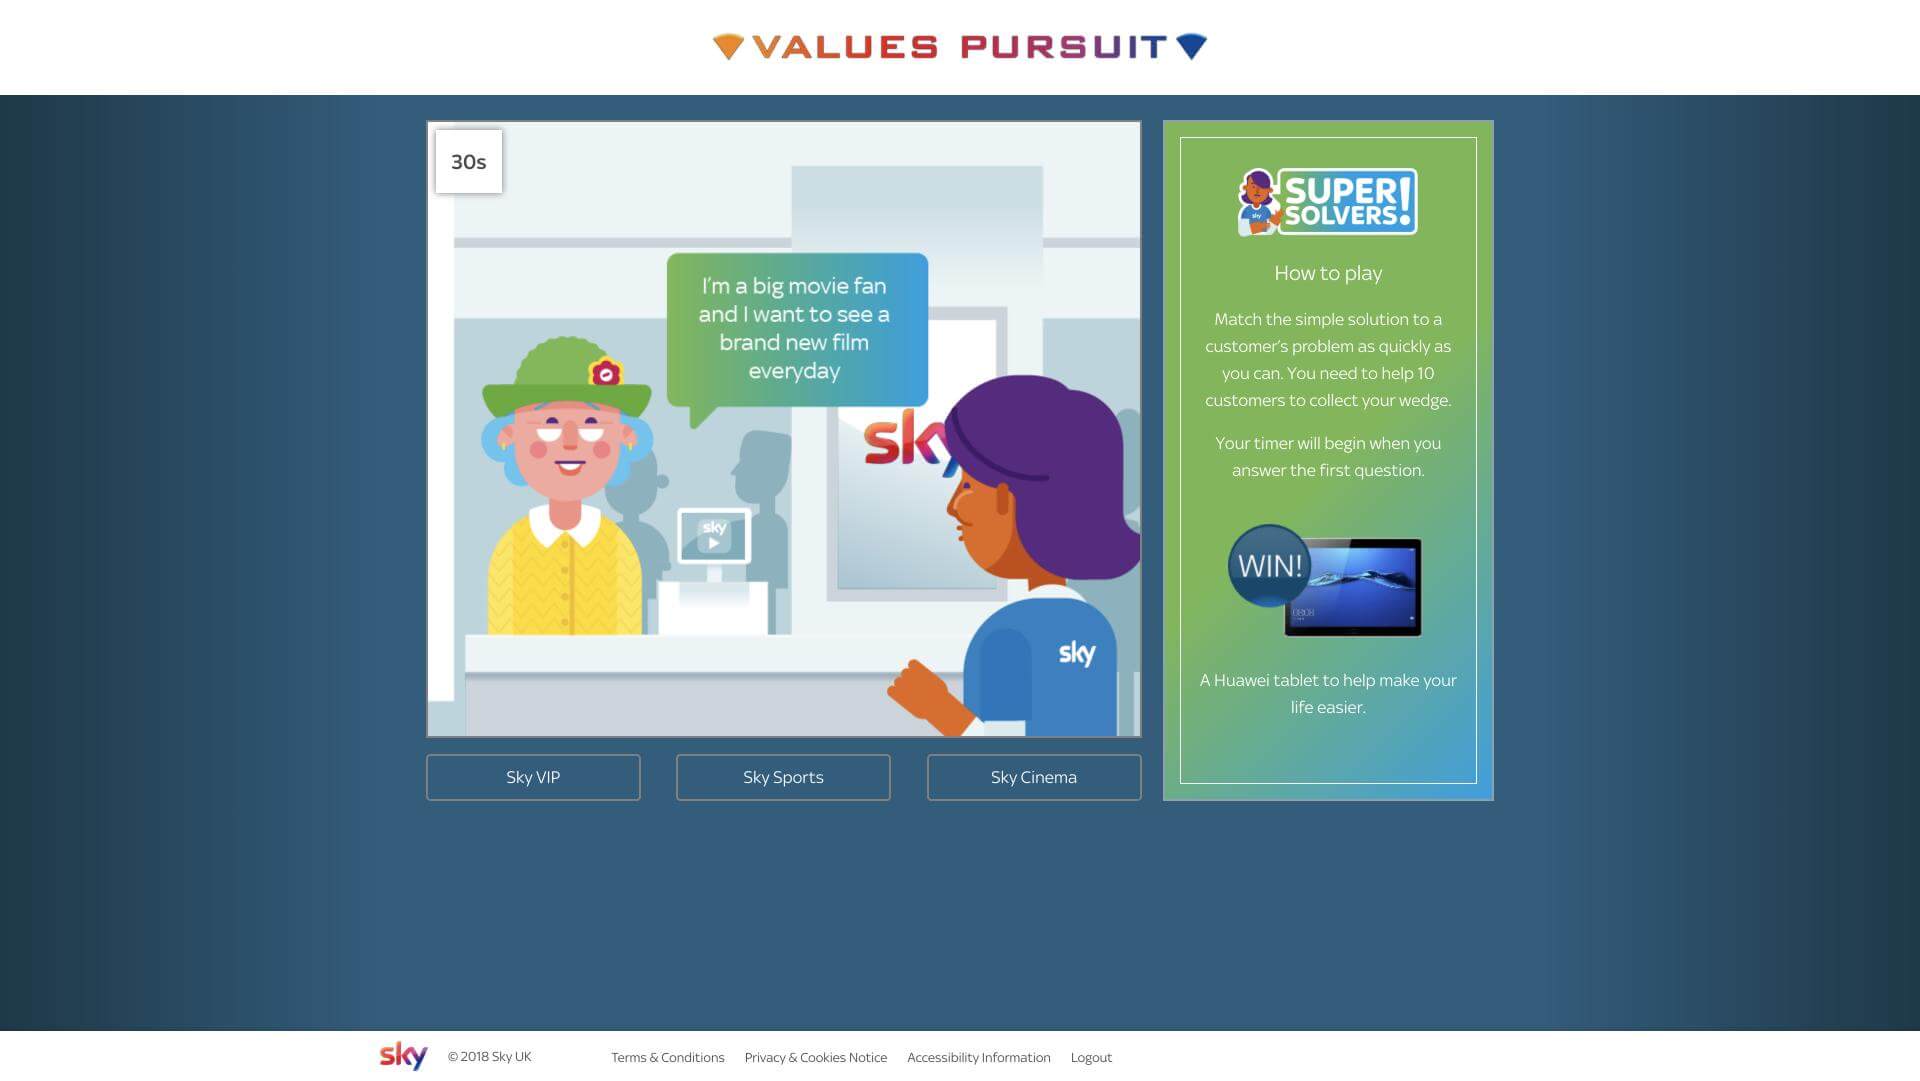 VALUES PURSUIT
30s
I'm a big movie fan
and I want to see a
brand new film
everyday
sky
sky
sky
Sky VIP
Sky Sports
Sky Cinema
sky
SUPER
SOLVERS!
How to play
Match the simple solution to a
customer's problem as quickly as
you can. You need to help 10
customers to collect your wedge.
Your timer will begin when you
answer the first question.
WIN!
A Huawei tablet to help make your
life easier.
sky
© 2018 Sky UK
Terms & Conditions
Privacy & Cookies Notice
Accessibility Information
Logout